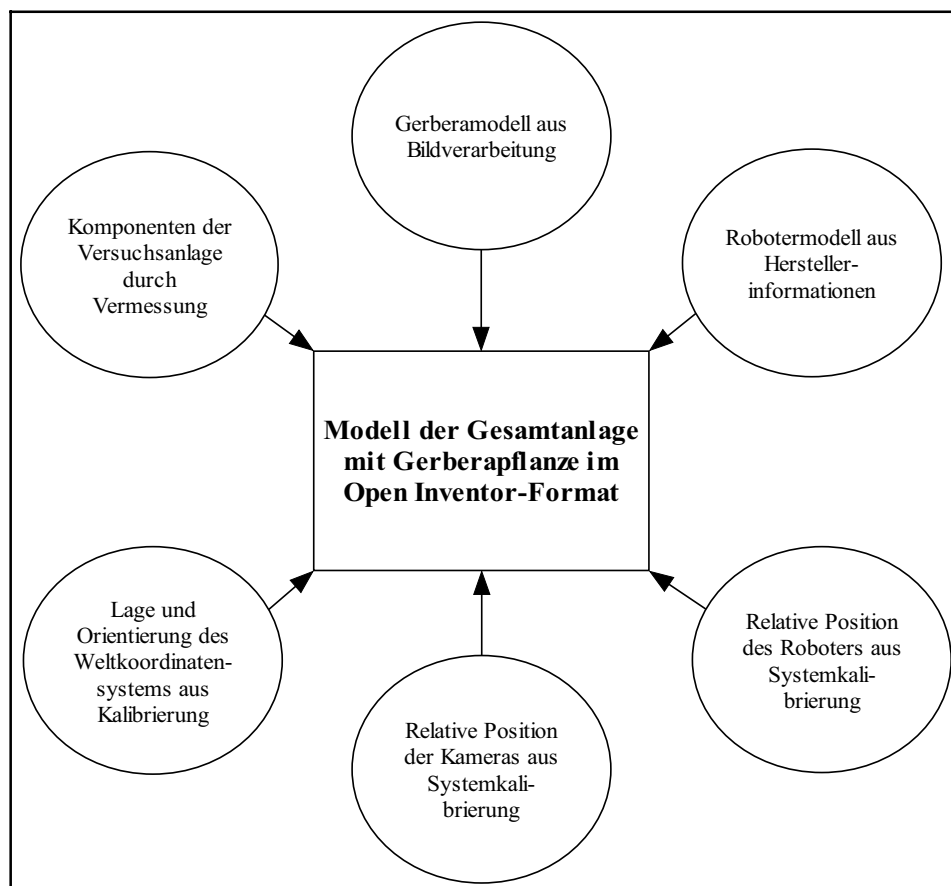 Gerberamodell aus
Bildverarbeitung
Komponenten der
Versuchsanlage
durch
Vermessung
Robotermodell aus
Hersteller-
informationen
Modell der Gesamtanlage
mit Gerberapflanze im
Open Inventor-Format
Lage und
Orientierung des
Weltkoordinaten-
systems aus
Kalibrierung
Relative Position
der Kameras aus
Systemkali-
brierung
Relative Position
des Roboters aus
Systemkali-
brierung